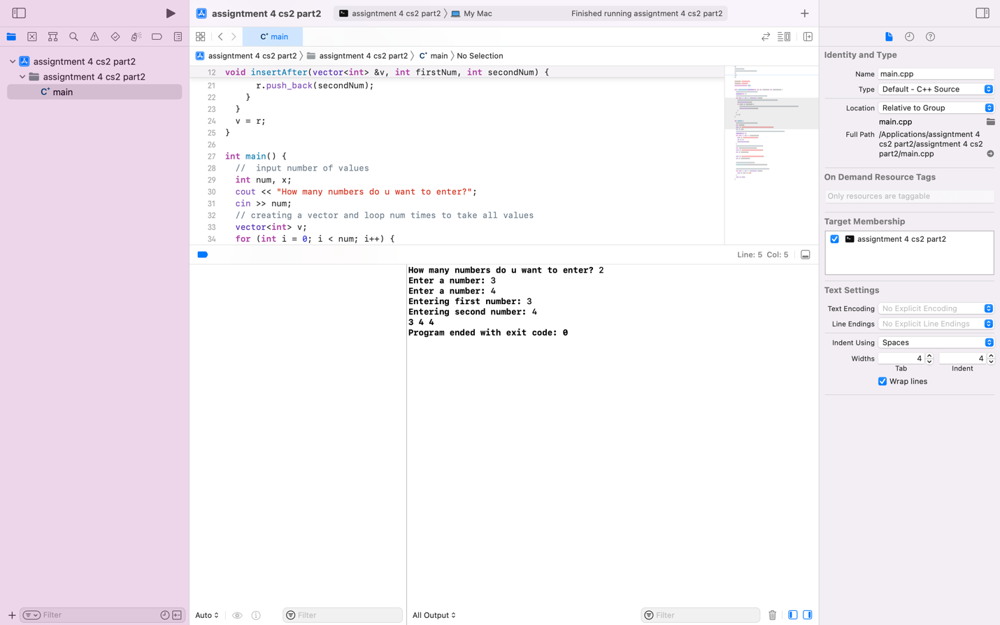 assigntment 4 cs2 part2
assigntment 4 cs2 part2
My Mac
Finished running assigntment 4 cs2 part2
main
assigntment 4 cs2 part2
assigntment 4 cs2 part2
main
assigntment 4 cs2 part2
assigntment 4 cs2 part2
main
No Selection
12 void insertAfter(vector<int> &v, int firstNum, int secondNum) {
21 r.push_back(secondNum);
22 }
23 }
24 v = r;
25 }
26
27 int main() {
28 //  input number of values
29 int num, x;
30 cout << "How many numbers do u want to enter?";
31 cin >> num;
32 // creating a vector and loop num times to take all values
33 vector<int> v;
34 for (int i = 0; i < num; i++) {
Line: 5 Col: 5
How many numbers do u want to enter? 2
Enter a number: 3
Enter a number: 4
Entering first number: 3
Entering second number: 4
3 4 4
Program ended with exit code: 0
Filter
Auto
Filter
All Output
Filter
Identity and Type
Name main.cpp
Type Default - C++ Source
Location Relative to Group
main.cpp
Full Path /Applications/assigntment 4
cs2 part2/assigntment 4 cs2
part2/main.cpp
On Demand Resource Tags
Only resources are taggable
Target Membership
assigntment 4 cs2 part2
Text Settings
Text Encoding No Explicit Encoding
Line Endings No Explicit Line Endings
Indent Using Spaces
Widths 4 4
Tab Indent
Wrap lines